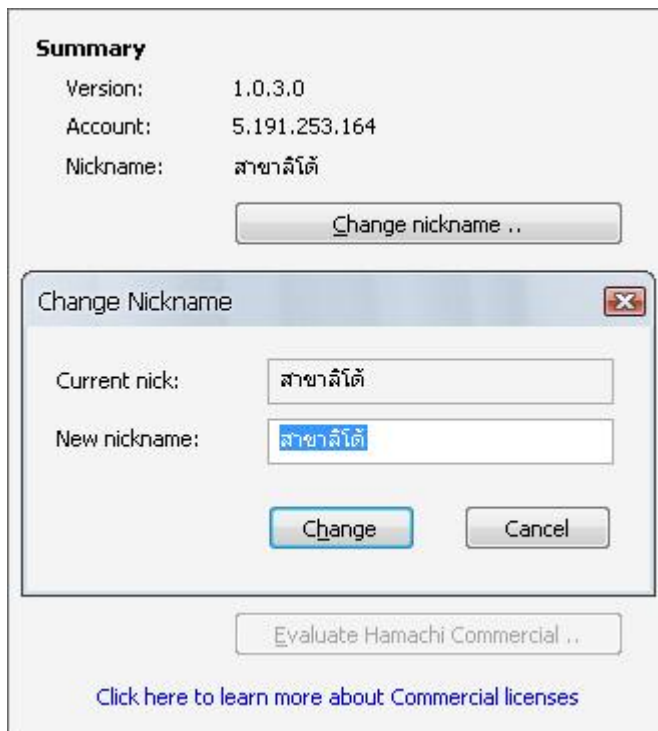 Summary
Version: 1.0.3.0
Account: 5.191.253.164
Nickname: สาขาลิโด้
Change nickname ..
Change Nickname
Current nick: สาขาลิโด้
New nickname: สาขาลิโด้
Change Cancel
Evaluate Hamachi Commercial ..
Click here to learn more about Commercial licenses